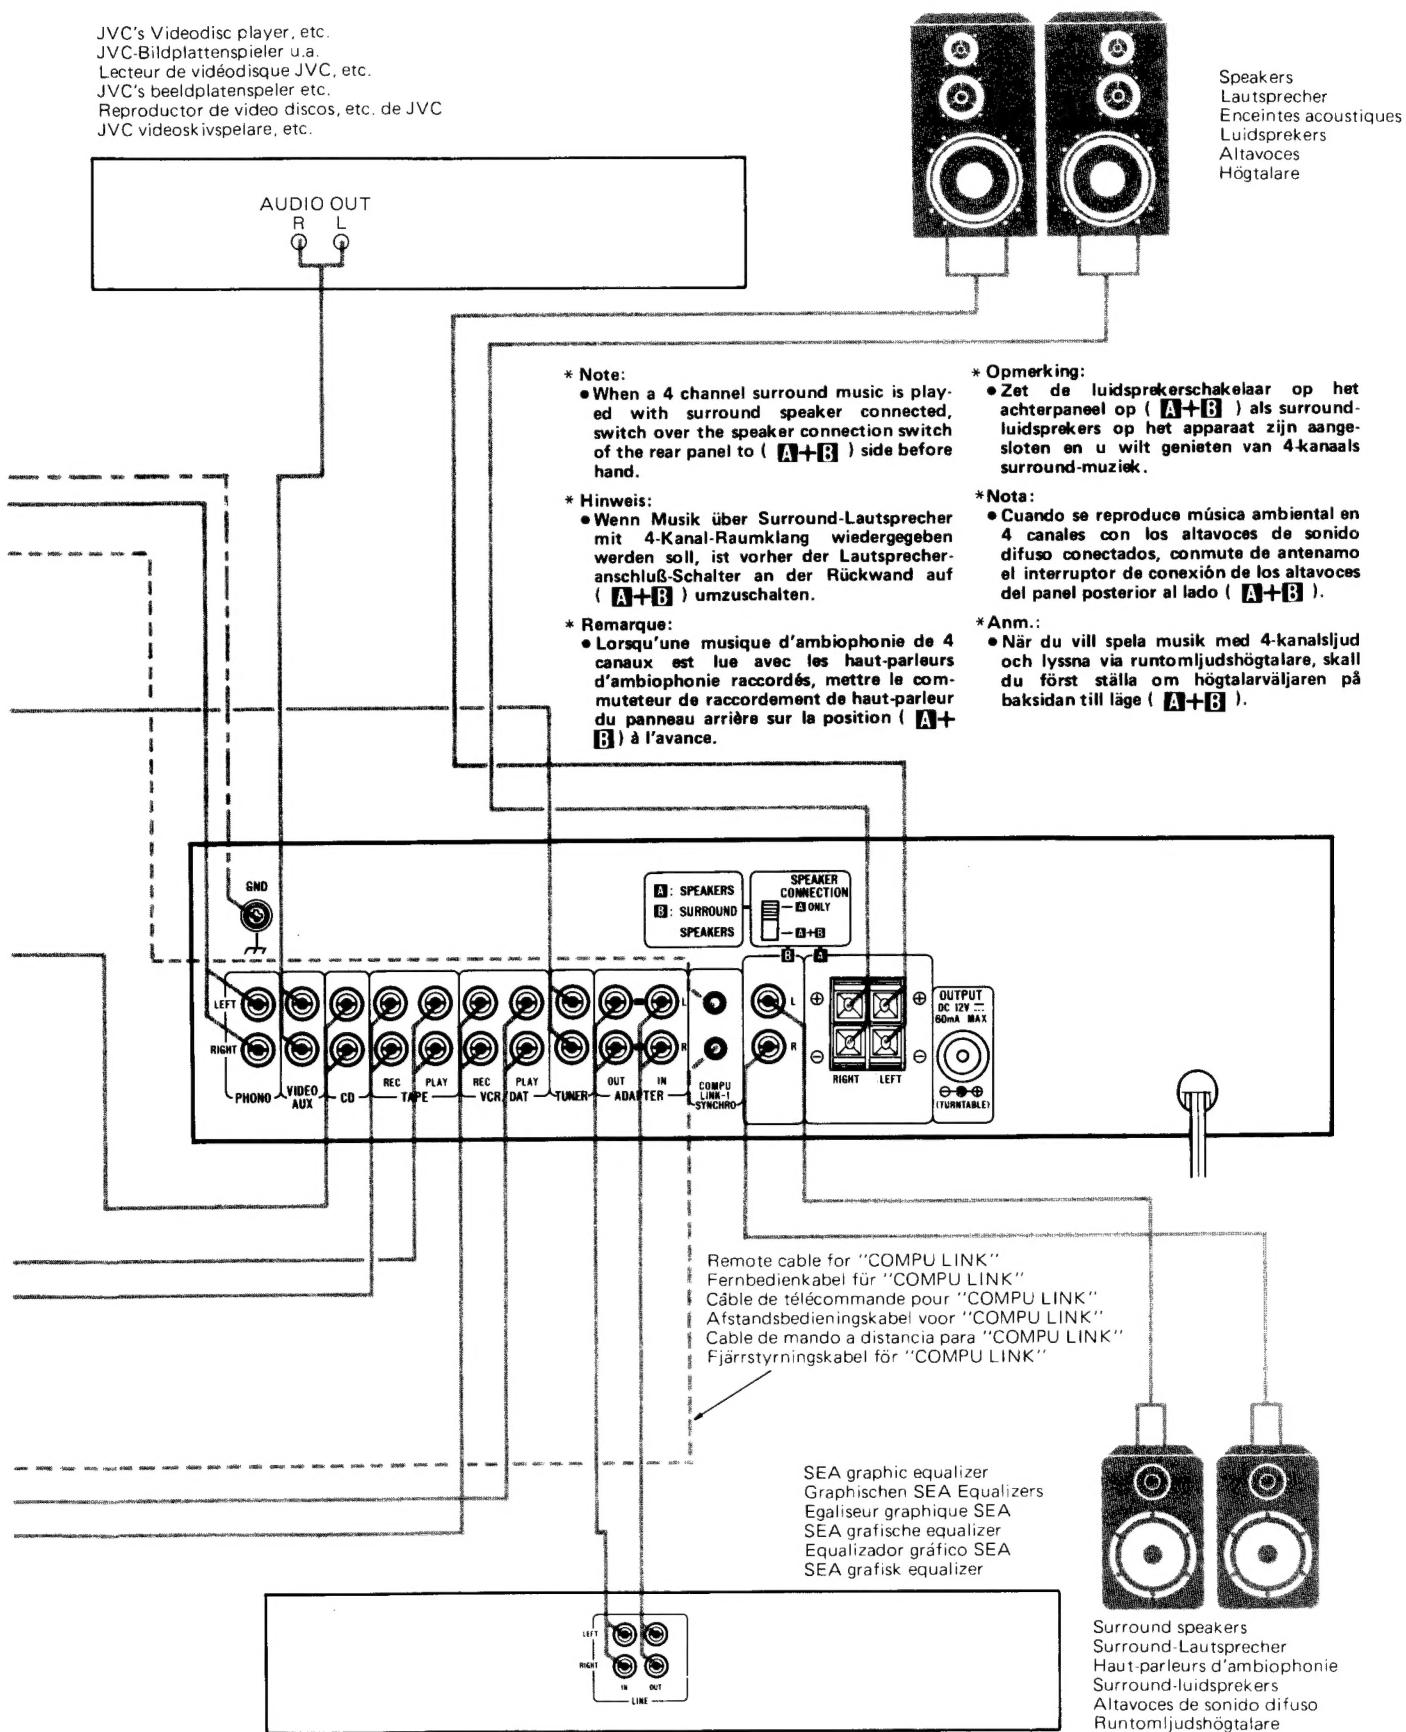 JVC's Videodisc player, etc.
JVC-Bildplattenspieler u.a.
Lecteur de vidéodisque JVC, etc.
JVC's beeldplatenspeler etc.
Reproductor de video discos, etc. de JVC
JVC videoskivspelare, etc.
AUDIO OUT
R L
Speakers
Lautsprecher
Enceintes acoustiques
Luidsprekers
Altavoces
Högtalare
* Note:
● When a 4 channel surround music is play-
ed with surround speaker connected,
switch over the speaker connection switch
of the rear panel to ( A+B ) side before
hand.
* Hinweis:
● Wenn Musik über Surround-Lautsprecher
mit 4-Kanal-Raumklang wiedergegeben
werden soll, ist vorher der Lautsprecher-
anschluß-Schalter an der Rückwand auf
( A+B ) umzuschalten.
* Remarque:
● Lorsqu'une musique d'ambiophonie de 4
canaux est lue avec les haut-parleurs
d'ambiophonie raccordés, mettre le com-
muteteur de raccordement de haut-parleur
du panneau arrière sur la position ( A+
B ) à l'avance.
* Opmerking:
● Zet de luidsprekerschakelaar op het
achterpaneel op ( A+B ) als surround-
luidsprekers op het apparaat zijn aange-
sloten en u wilt genieten van 4-kanaals
surround-muziek.
*Nota:
● Cuando se reproduce música ambiental en
4 canales con los altavoces de sonido
difuso conectados, conmute de antenamo
el interruptor de conexión de los altavoces
del panel posterior al lado ( A+B ).
*Anm.:
● När du vill spela musik med 4-kanalsljud
och lyssna via runtomljudshögtalare, skall
du först ställa om högtalarväljaren på
baksidan till läge ( A+B ).
GND
A: SPEAKERS
B: SURROUND
SPEAKERS
SPEAKER
CONNECTION
A ONLY
A+B
B A
LEFT
RIGHT
PHONO
VIDEO
AUX
CD
REC PLAY
TAPE
REC PLAY
VCR/DAT
TUNER
OUT IN
ADAPTER
L
R
COMPU
LINK-1
SYNCHRO
L
R
⊕ ⊕
⊖ ⊖
RIGHT LEFT
OUTPUT
DC 12V
60mA MAX
(TURNTABLE)
Remote cable for "COMPU LINK"
Fernbedienkabel für "COMPU LINK"
Câble de télécommande pour "COMPU LINK"
Afstandsbedieningskabel voor "COMPU LINK"
Cable de mando a distancia para "COMPU LINK"
Fjärrstyrningskabel för "COMPU LINK"
SEA graphic equalizer
Graphischen SEA Equalizers
Egaliseur graphique SEA
SEA grafische equalizer
Equalizador gráfico SEA
SEA grafisk equalizer
LEFT
RIGHT
IN OUT
LINE
Surround speakers
Surround-Lautsprecher
Haut-parleurs d'ambiophonie
Surround-luidsprekers
Altavoces de sonido difuso
Runtomljudshögtalare